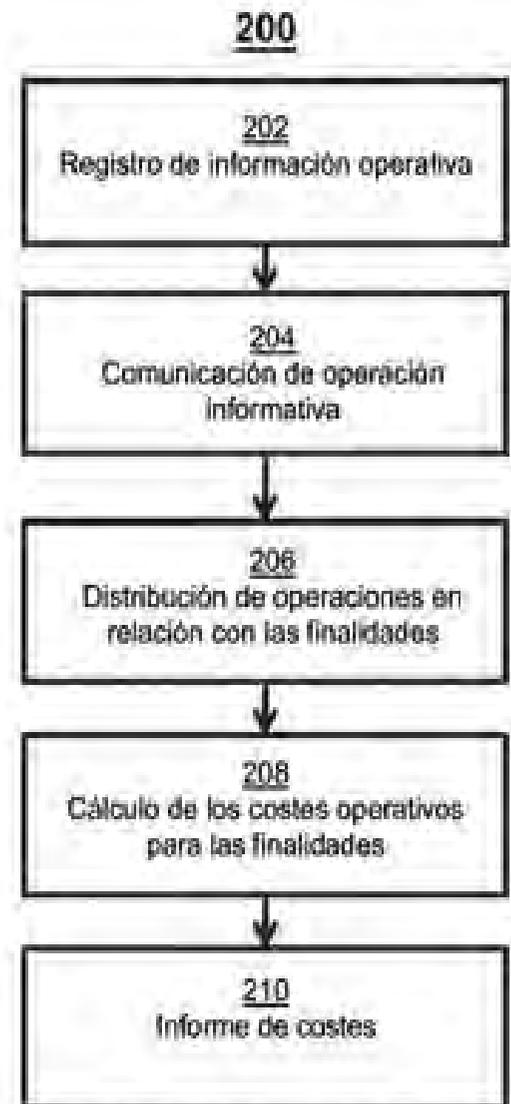 200
202
Registro de información operativa
204
Comunicación de operación
informativa
206
Distribución de operaciones en
relación con las finalidades
208
Cálculo de los costes operativos
para las finalidades
210
Informe de costes